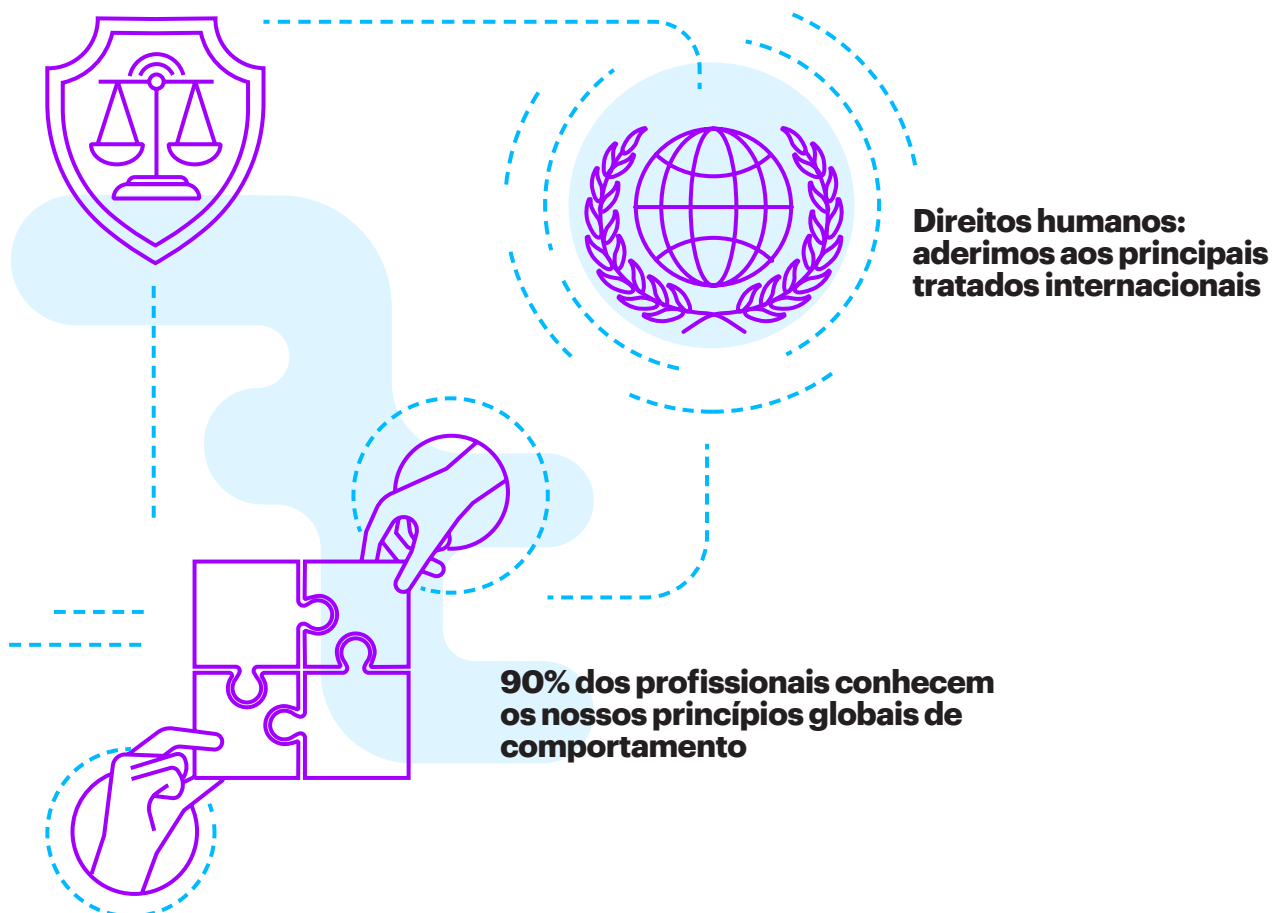 Direitos humanos:
aderimos aos principais
tratados internacionais
90% dos profissionais conhecem
os nossos princípios globais de
comportamento